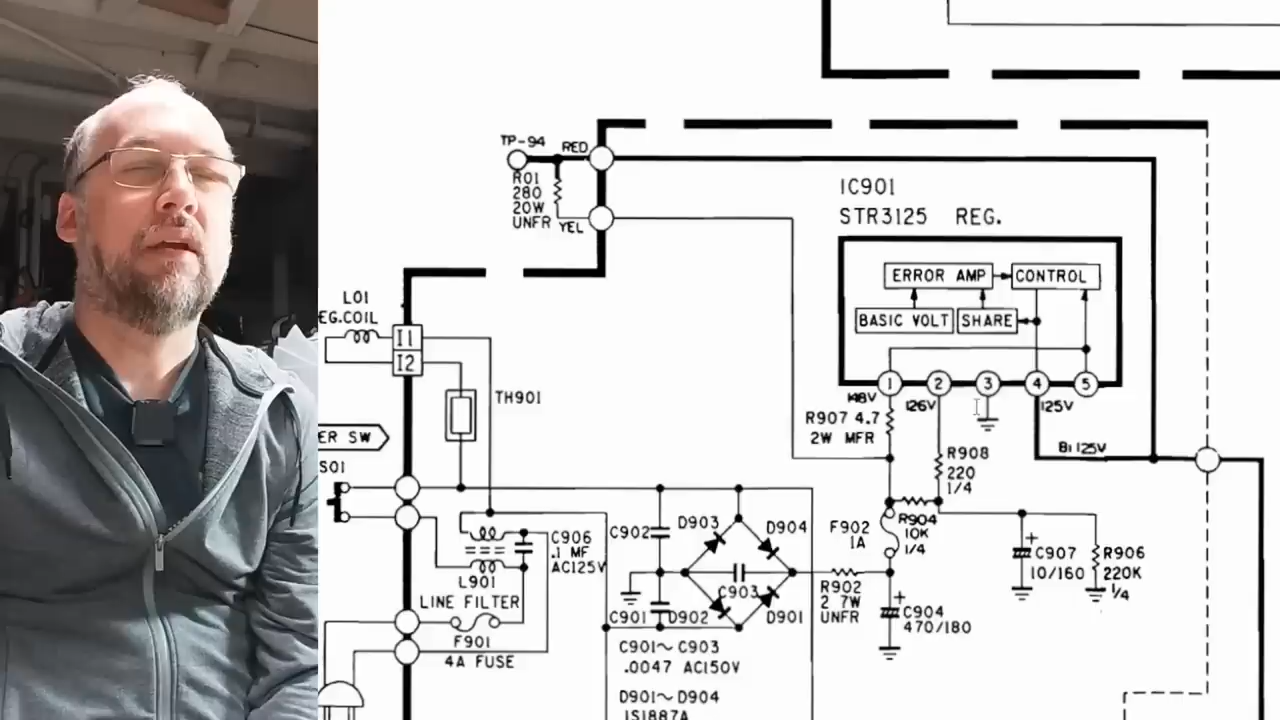 TP-94
RED
R01
280
20W
UNFR
YEL
IC901
STR3125 REG.
ERROR AMP
CONTROL
BASIC VOLT
SHARE
1
2
3
4
5
148V
126V
125V
L01
EG.COIL
I1
I2
TH901
R907 4.7
2W MFR
B1 125V
ER SW
S01
R908
220
1/4
C902
D903
D904
F902
1A
R904
10K
1/4
C906
.1 MF
AC125V
L901
LINE FILTER
C903
R902
2 7W
UNFR
C907
10/160
R906
220K
1/4
C901
D902
D901
C904
470/180
F901
4A FUSE
C901～C903
.0047 AC150V
D901～D904
1S1887A